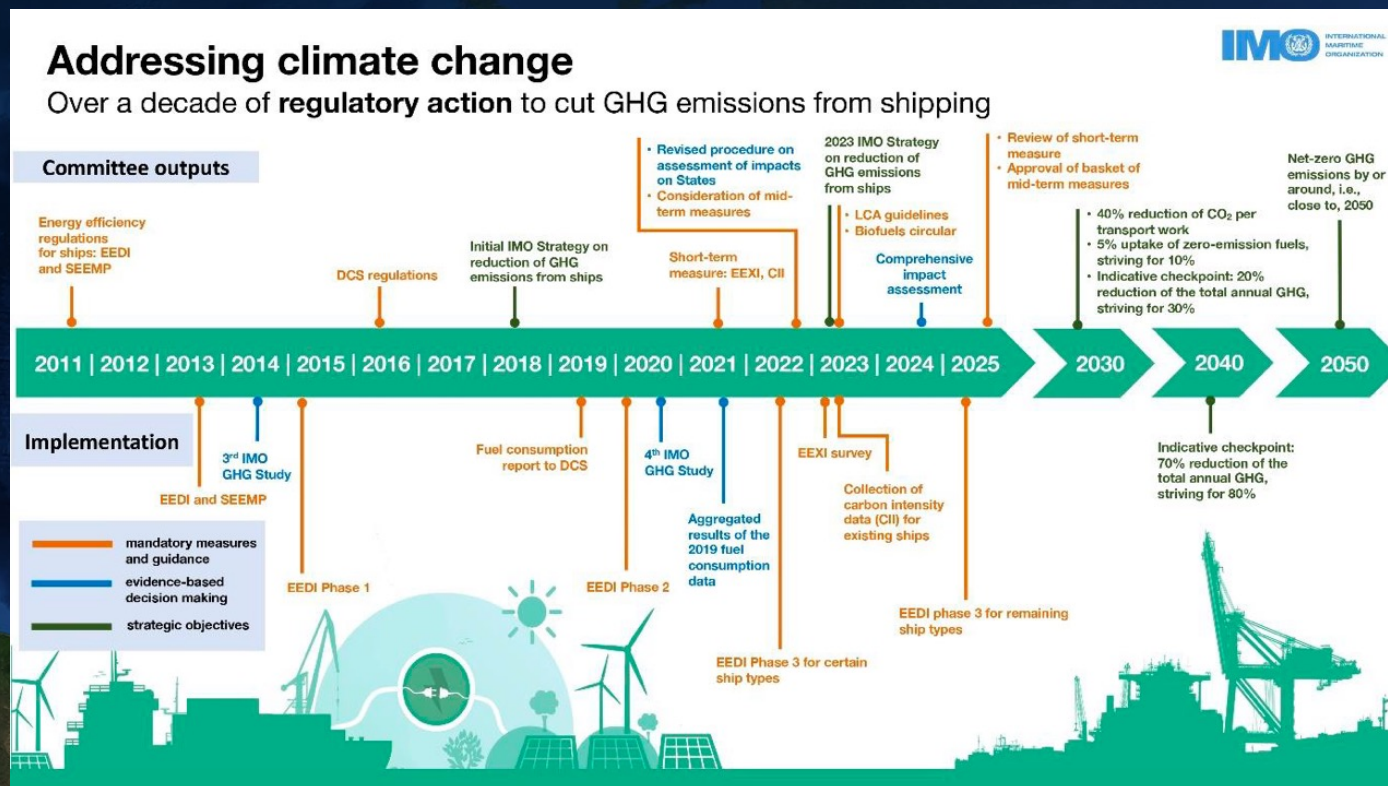 Addressing climate change
Over a decade of regulatory action to cut GHG emissions from shipping
IMO
INTERNATIONAL
MARITIME
ORGANIZATION
Committee outputs
Energy efficiency
regulations
for ships: EEDI
and SEEMP
DCS regulations
Initial IMO Strategy on
reduction of GHG
emissions from ships
• Revised procedure on
assessment of impacts
on States
• Consideration of mid-
term measures
Short-term
measure: EEXI, CII
2023 IMO Strategy
on reduction of
GHG emissions
from ships
• LCA guidelines
• Biofuels circular
Comprehensive
impact
assessment
• Review of short-term
measure
• Approval of basket of
mid-term measures
• 40% reduction of CO₂ per
transport work
• 5% uptake of zero-emission fuels,
striving for 10%
• Indicative checkpoint: 20%
reduction of the total annual GHG,
striving for 30%
Net-zero GHG
emissions by or
around, i.e.,
close to, 2050
2011 | 2012 | 2013 | 2014 | 2015 | 2016 | 2017 | 2018 | 2019 | 2020 | 2021 | 2022 | 2023 | 2024 | 2025
2030
2040
2050
Implementation
EEDI and SEEMP
3rd IMO
GHG Study
EEDI Phase 1
Fuel consumption
report to DCS
EEDI Phase 2
4th IMO
GHG Study
Aggregated
results of the
2019 fuel
consumption
data
EEDI Phase 3 for certain
ship types
EEXI survey
Collection of
carbon intensity
data (CII) for
existing ships
EEDI phase 3 for remaining
ship types
Indicative checkpoint:
70% reduction of the
total annual GHG,
striving for 80%
mandatory measures
and guidance
evidence-based
decision making
strategic objectives